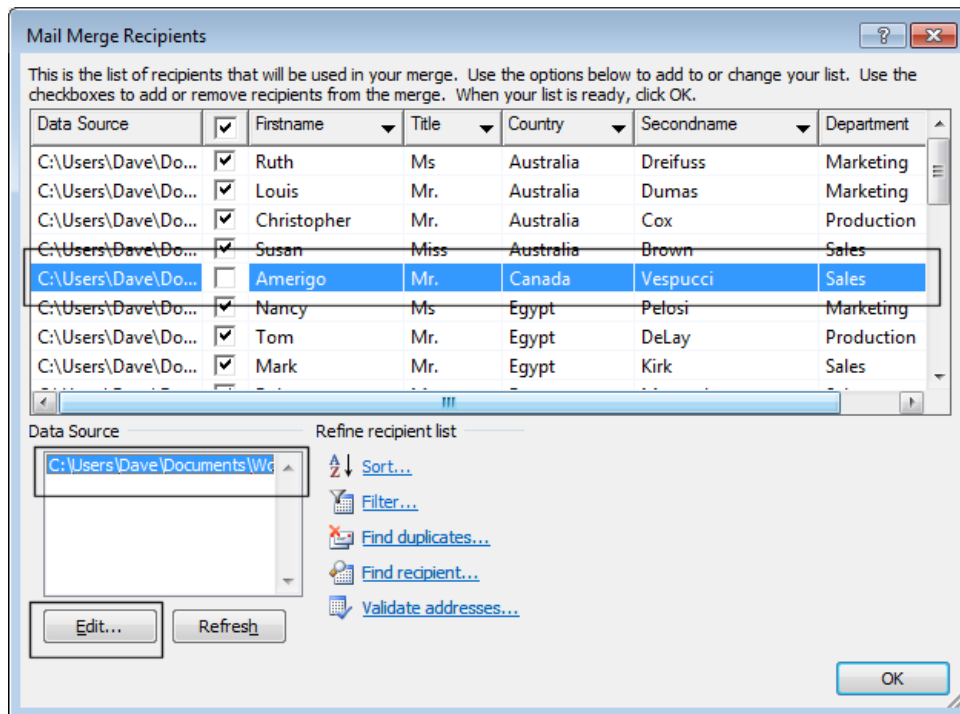 Mail Merge Recipients
This is the list of recipients that will be used in your merge. Use the options below to add to or change your list. Use the
checkboxes to add or remove recipients from the merge. When your list is ready, click OK.
Data Source Firstname Title Country Secondname Department
C:\Users\Dave\Do... Ruth Ms Australia Dreifuss Marketing
C:\Users\Dave\Do... Louis Mr. Australia Dumas Marketing
C:\Users\Dave\Do... Christopher Mr. Australia Cox Production
C:\Users\Dave\Do... Susan Miss Australia Brown Sales
C:\Users\Dave\Do... Amerigo Mr. Canada Vespucci Sales
C:\Users\Dave\Do... Nancy Ms Egypt Pelosi Marketing
C:\Users\Dave\Do... Tom Mr. Egypt DeLay Production
C:\Users\Dave\Do... Mark Mr. Egypt Kirk Sales
Data Source Refine recipient list
C:\Users\Dave\Documents\Wo
Sort...
Filter...
Find duplicates...
Find recipient...
Validate addresses...
Edit... Refresh
OK